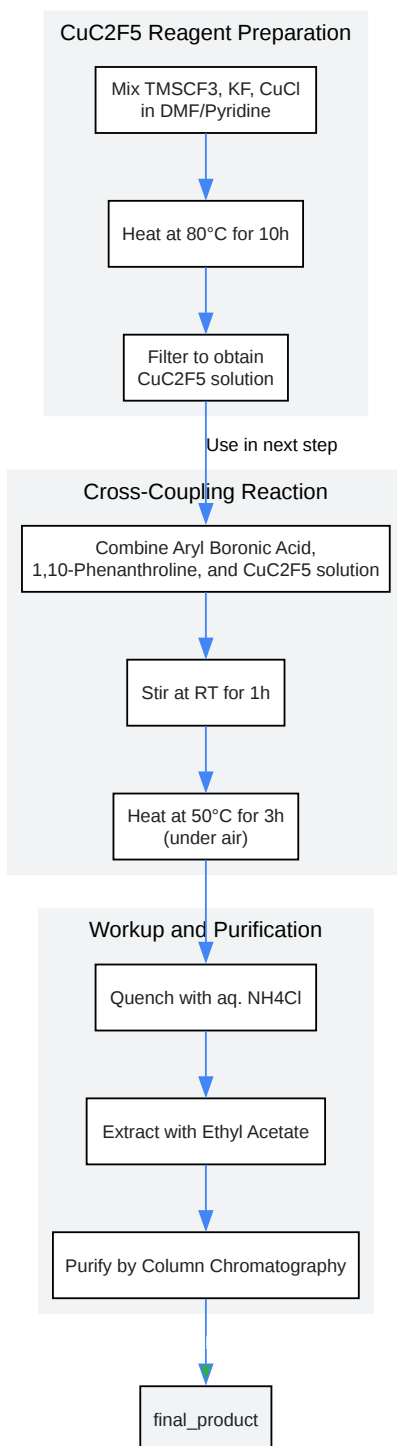 CuC2F5 Reagent Preparation
Mix TMSCF3, KF, CuCl
in DMF/Pyridine
Heat at 80°C for 10h
Filter to obtain
CuC2F5 solution
Use in next step
Cross-Coupling Reaction
Combine Aryl Boronic Acid,
1,10-Phenanthroline, and CuC2F5 solution
Stir at RT for 1h
Heat at 50°C for 3h
(under air)
Workup and Purification
Quench with aq. NH4Cl
Extract with Ethyl Acetate
Purify by Column Chromatography
final_product